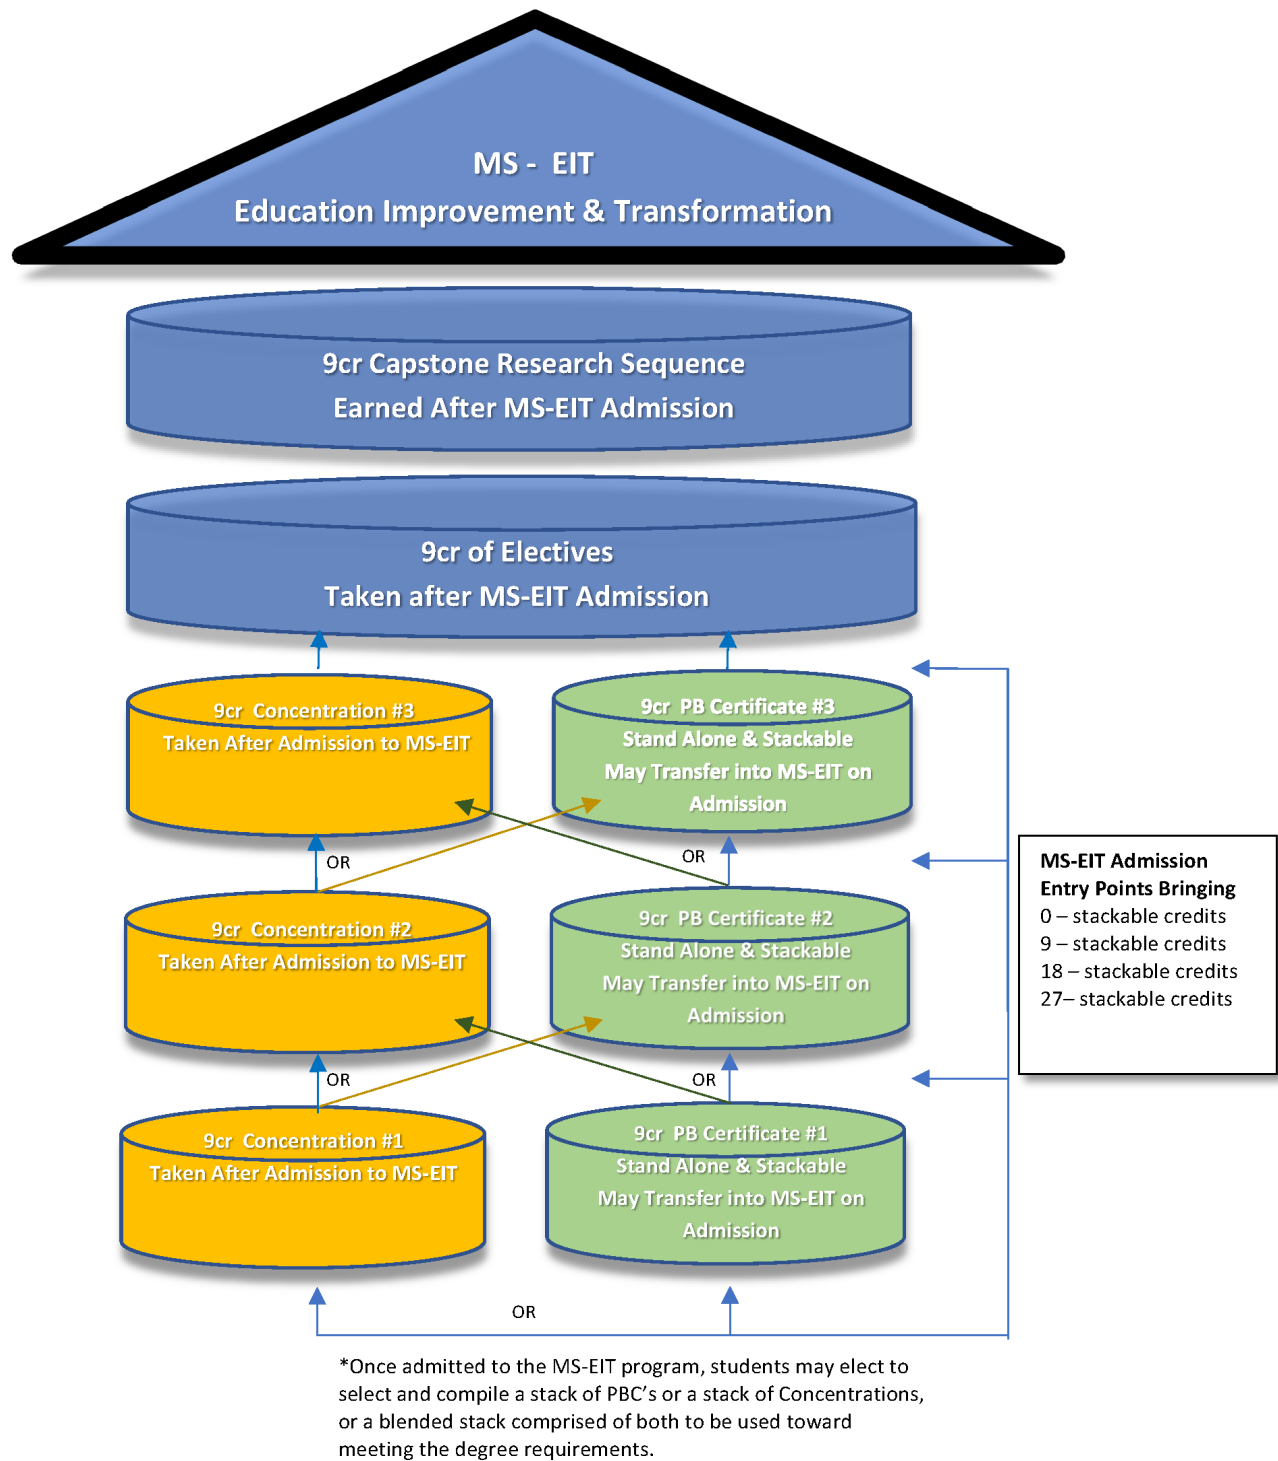 MS - EIT
Education Improvement & Transformation
9cr Capstone Research Sequence
Earned After MS-EIT Admission
9cr of Electives
Taken after MS-EIT Admission
9cr Concentration #3
Taken After Admission to MS-EIT
9cr PB Certificate #3
Stand Alone & Stackable
May Transfer into MS-EIT on
Admission
OR
OR
9cr Concentration #2
Taken After Admission to MS-EIT
9cr PB Certificate #2
Stand Alone & Stackable
May Transfer into MS-EIT on
Admission
MS-EIT Admission
Entry Points Bringing
0 – stackable credits
9 – stackable credits
18 – stackable credits
27– stackable credits
OR
OR
9cr Concentration #1
Taken After Admission to MS-EIT
9cr PB Certificate #1
Stand Alone & Stackable
May Transfer into MS-EIT on
Admission
OR
*Once admitted to the MS-EIT program, students may elect to
select and compile a stack of PBC’s or a stack of Concentrations,
or a blended stack comprised of both to be used toward
meeting the degree requirements.